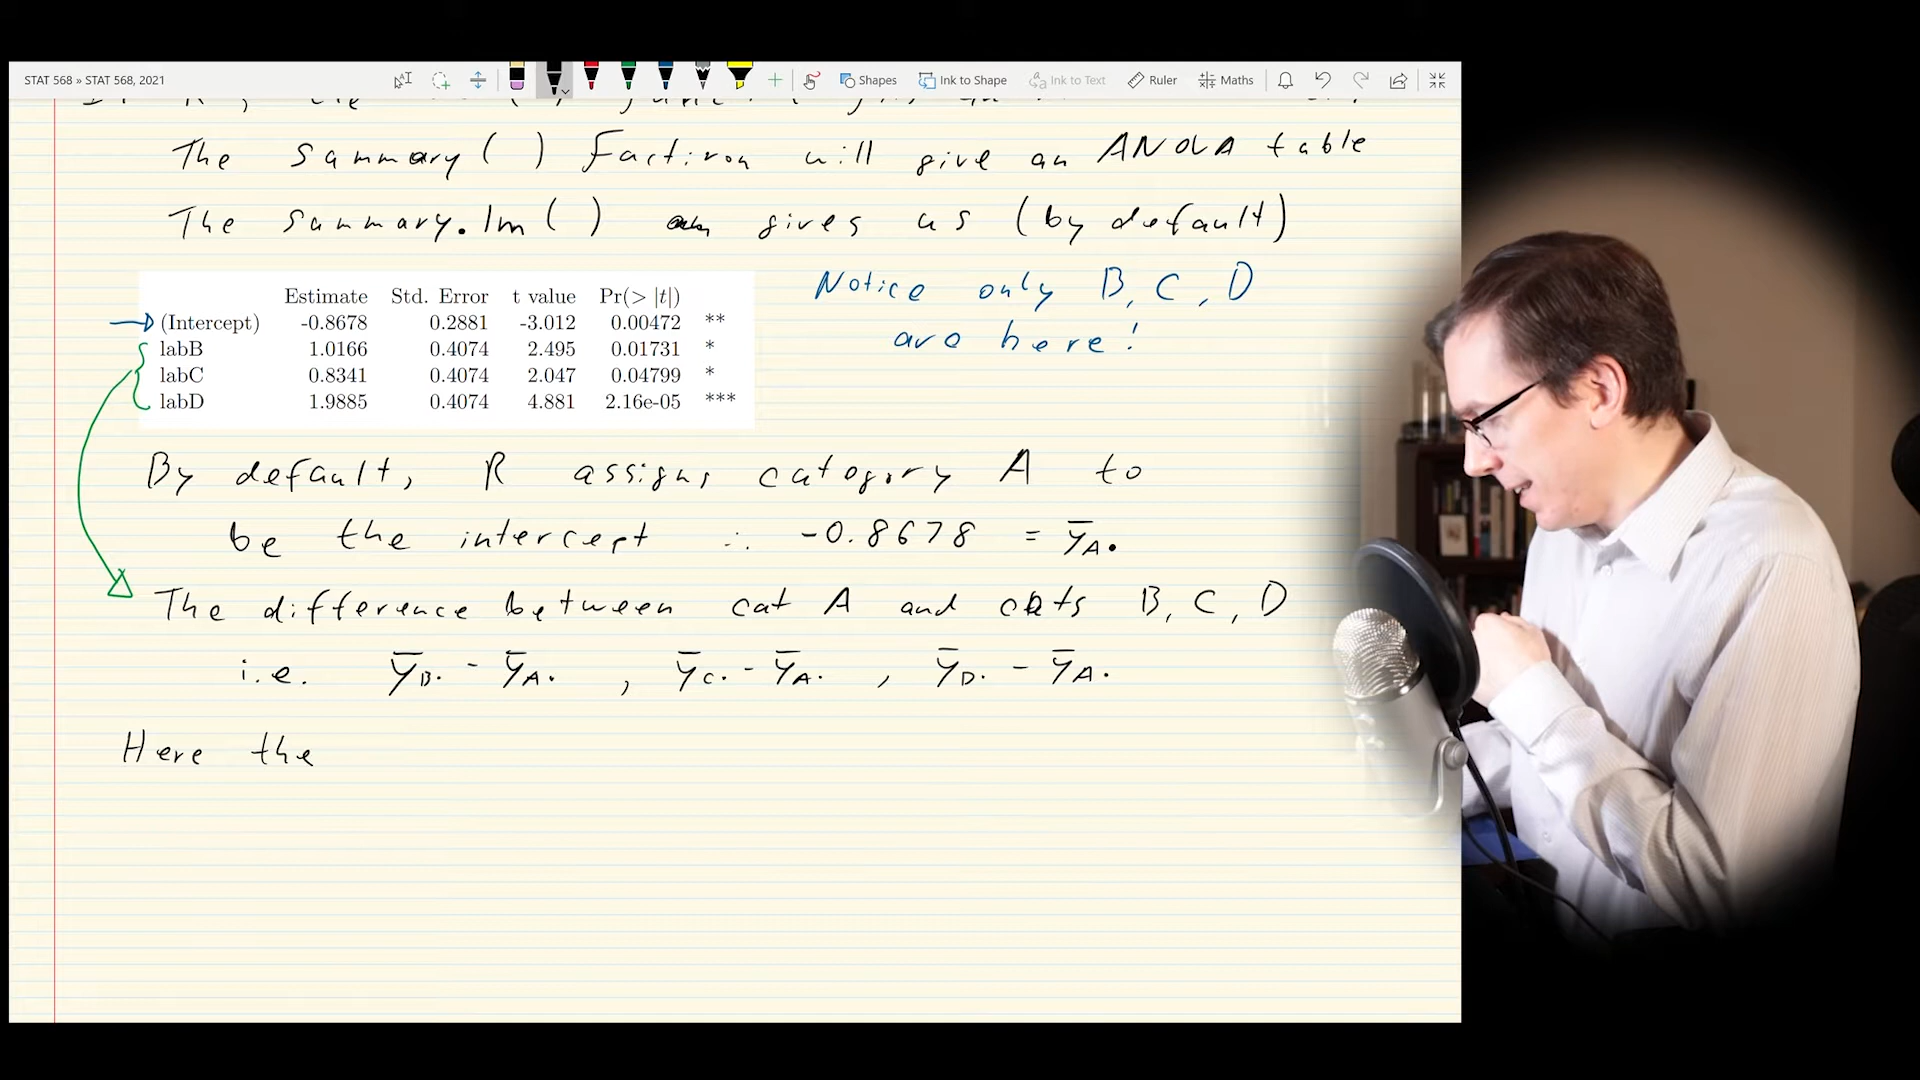 STAT 568 » STAT 568, 2021
Shapes Ink to Shape Ink to Text Ruler Maths
The summary ( ) Factiron will give an ANOVA table
The summary.lm ( ) gives us (by default)
Estimate Std. Error t value Pr(> |t|)
(Intercept) -0.8678 0.2881 -3.012 0.00472 **
labB 1.0166 0.4074 2.495 0.01731 *
labC 0.8341 0.4074 2.047 0.04799 *
labD 1.9885 0.4074 4.881 2.16e-05 ***
Notice only B, C, D
are here!
By default, R assigns category A to
be the intercept ∴ -0.8678 = ȳA.
The difference between cat A and cats B, C, D
i.e. ȳB. - ȳA. , ȳC. - ȳA. , ȳD. - ȳA.
Here the